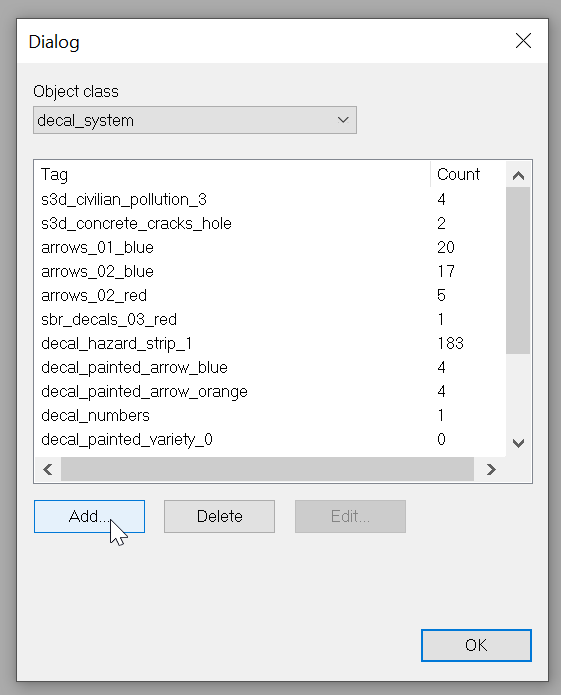 Dialog
Object class
decal_system
Tag Count
s3d_civilian_pollution_3 4
s3d_concrete_cracks_hole 2
arrows_01_blue 20
arrows_02_blue 17
arrows_02_red 5
sbr_decals_03_red 1
decal_hazard_strip_1 183
decal_painted_arrow_blue 4
decal_painted_arrow_orange 4
decal_numbers 1
decal_painted_variety_0 0
Add... Delete Edit...
OK